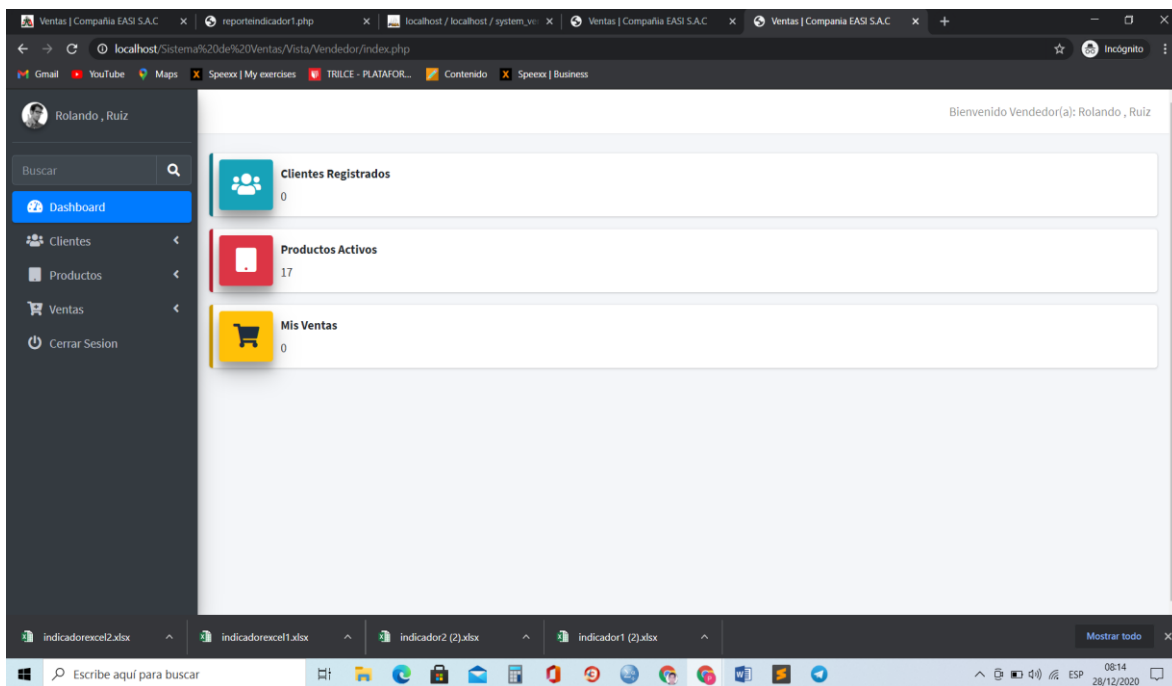 Ventas | Compañia EASI S.A.C
reporteindicador1.php
localhost / localhost / system_ve
Ventas | Compañia EASI S.A.C
Ventas | Compania EASI S.A.C
localhost/Sistema%20de%20Ventas/Vista/Vendedor/index.php
Incógnito
Gmail
YouTube
Maps
Speexx | My exercises
TRILCE - PLATAFOR...
Contenido
Speexx | Business
Rolando , Ruiz
Bienvenido Vendedor(a): Rolando , Ruiz
Buscar
Dashboard
Clientes
Productos
Ventas
Cerrar Sesion
Clientes Registrados
0
Productos Activos
17
Mis Ventas
0
indicadorexcel2.xlsx
indicadorexcel1.xlsx
indicador2 (2).xlsx
indicador1 (2).xlsx
Mostrar todo
Escribe aquí para buscar
ESP
08:14
28/12/2020